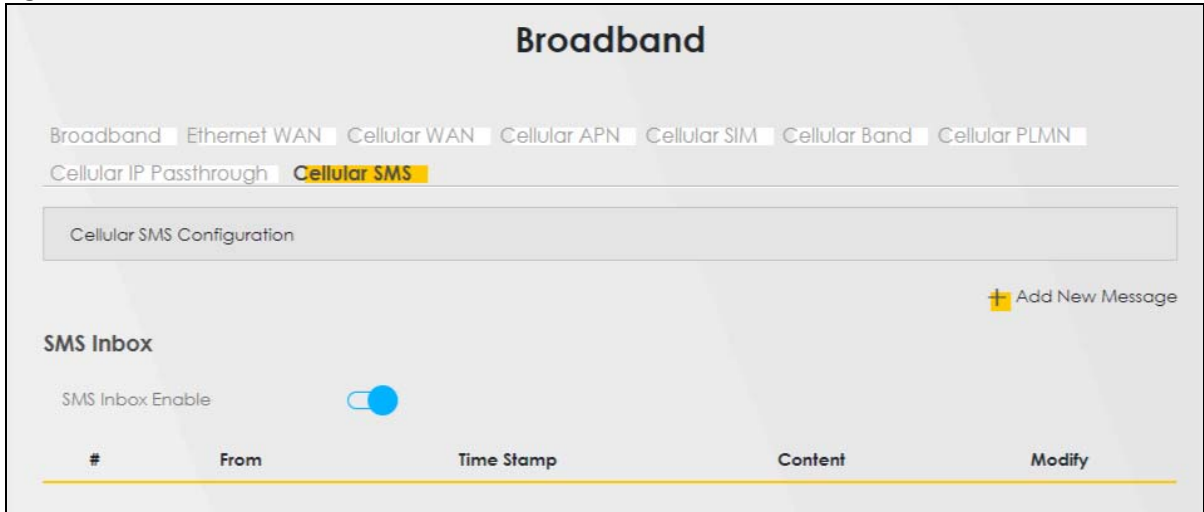 Broadband
Broadband Ethernet WAN Cellular WAN Cellular APN Cellular SIM Cellular Band Cellular PLMN
Cellular IP Passthrough Cellular SMS
Cellular SMS Configuration
+ Add New Message
SMS Inbox
SMS Inbox Enable
# From Time Stamp Content Modify